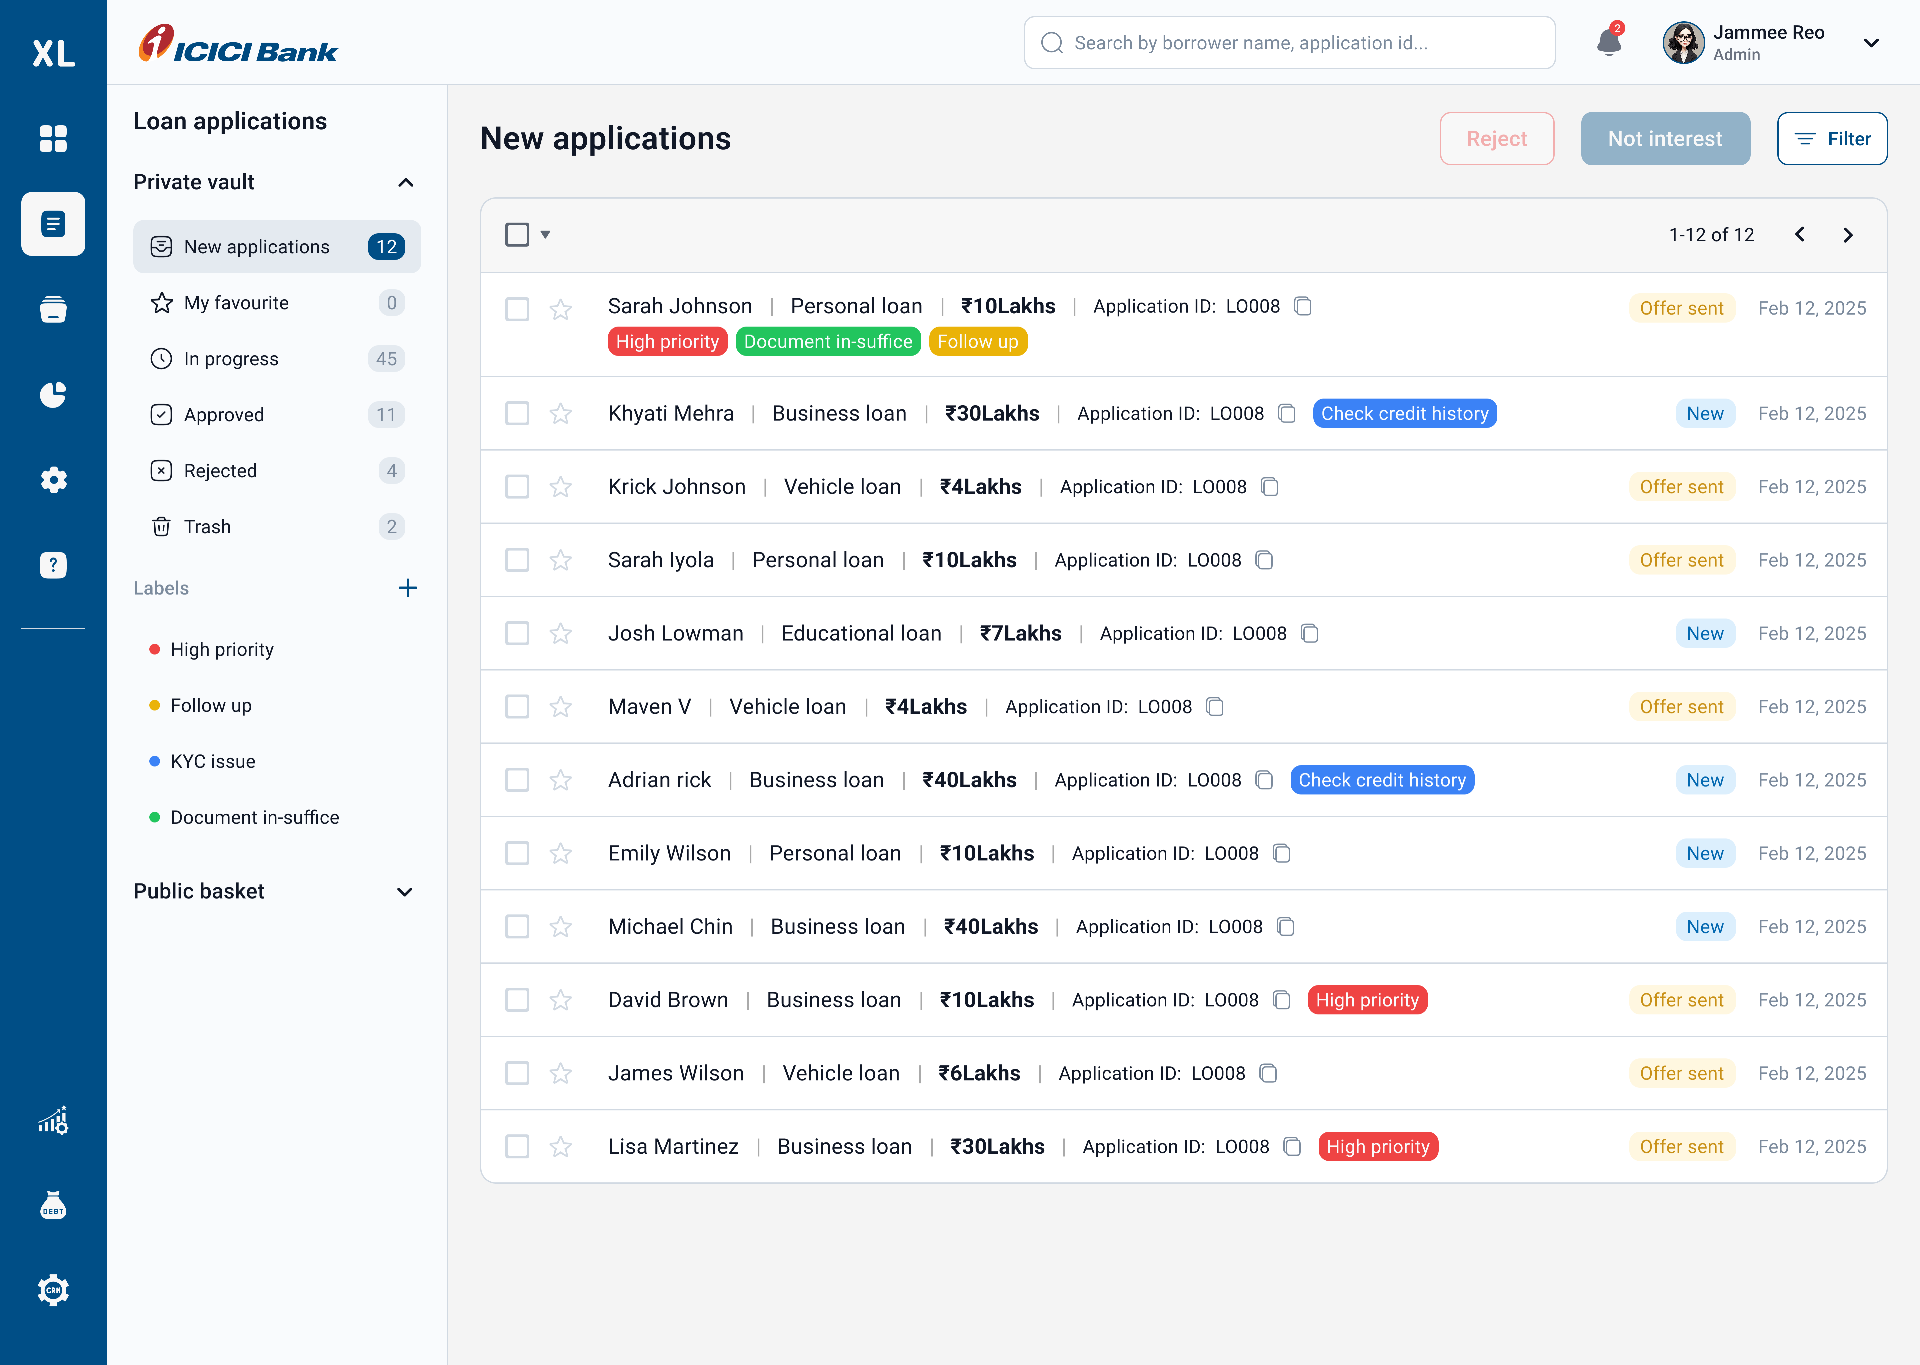 XL
ICICI Bank
Search by borrower name, application id...
2
Jammee Reo
Admin
Loan applications
Private vault
New applications 12
My favourite 0
In progress 45
Approved 11
Rejected 4
Trash 2
Labels
High priority
Follow up
KYC issue
Document in-suffice
Public basket
?
DEBT
CRM
New applications
Reject
Not interest
Filter
1-12 of 12
Sarah Johnson | Personal loan | ₹10Lakhs | Application ID: LO008 Offer sent Feb 12, 2025
High priority Document in-suffice Follow up
Khyati Mehra | Business loan | ₹30Lakhs | Application ID: LO008 Check credit history New Feb 12, 2025
Krick Johnson | Vehicle loan | ₹4Lakhs | Application ID: LO008 Offer sent Feb 12, 2025
Sarah Iyola | Personal loan | ₹10Lakhs | Application ID: LO008 Offer sent Feb 12, 2025
Josh Lowman | Educational loan | ₹7Lakhs | Application ID: LO008 New Feb 12, 2025
Maven V | Vehicle loan | ₹4Lakhs | Application ID: LO008 Offer sent Feb 12, 2025
Adrian rick | Business loan | ₹40Lakhs | Application ID: LO008 Check credit history New Feb 12, 2025
Emily Wilson | Personal loan | ₹10Lakhs | Application ID: LO008 New Feb 12, 2025
Michael Chin | Business loan | ₹40Lakhs | Application ID: LO008 New Feb 12, 2025
David Brown | Business loan | ₹10Lakhs | Application ID: LO008 High priority Offer sent Feb 12, 2025
James Wilson | Vehicle loan | ₹6Lakhs | Application ID: LO008 Offer sent Feb 12, 2025
Lisa Martinez | Business loan | ₹30Lakhs | Application ID: LO008 High priority Offer sent Feb 12, 2025